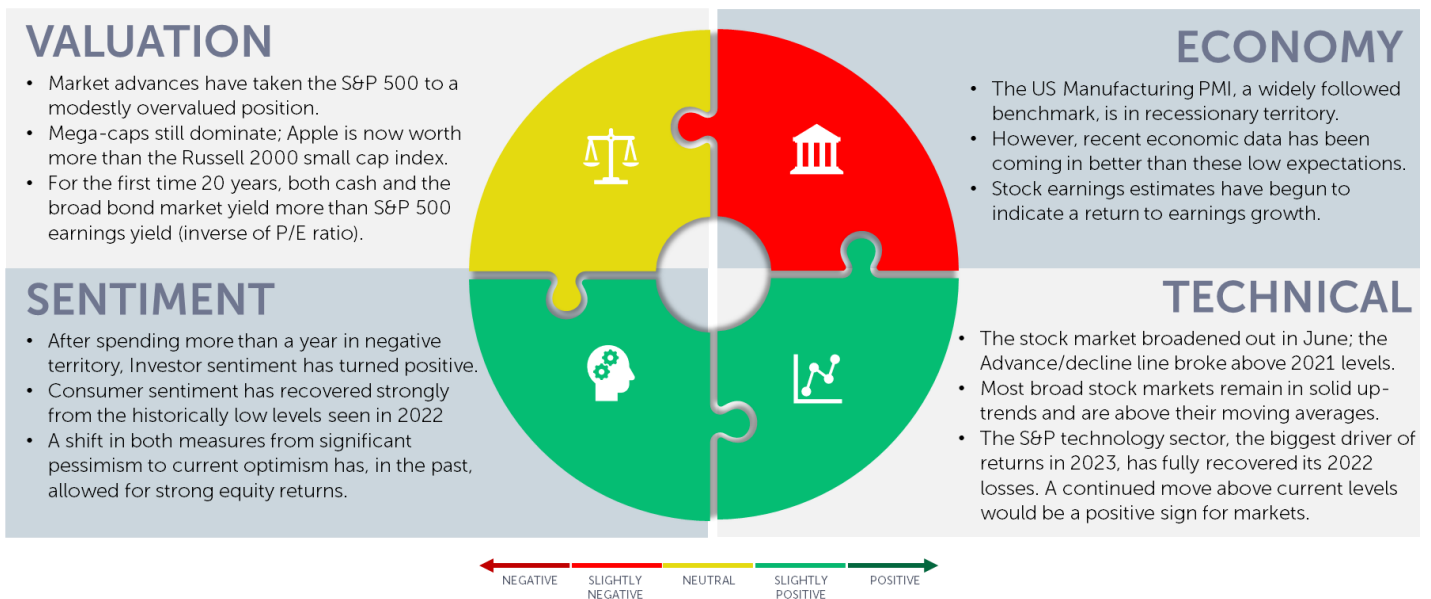 VALUATION
• Market advances have taken the S&P 500 to a
modestly overvalued position.
• Mega-caps still dominate; Apple is now worth
more than the Russell 2000 small cap index.
• For the first time 20 years, both cash and the
broad bond market yield more than S&P 500
earnings yield (inverse of P/E ratio).
ECONOMY
• The US Manufacturing PMI, a widely followed
benchmark, is in recessionary territory.
• However, recent economic data has been
coming in better than these low expectations.
• Stock earnings estimates have begun to
indicate a return to earnings growth.
SENTIMENT
• After spending more than a year in negative
territory, Investor sentiment has turned positive.
• Consumer sentiment has recovered strongly
from the historically low levels seen in 2022
• A shift in both measures from significant
pessimism to current optimism has, in the past,
allowed for strong equity returns.
TECHNICAL
• The stock market broadened out in June; the
Advance/decline line broke above 2021 levels.
• Most broad stock markets remain in solid up-
trends and are above their moving averages.
• The S&P technology sector, the biggest driver of
returns in 2023, has fully recovered its 2022
losses. A continued move above current levels
would be a positive sign for markets.
NEGATIVE
SLIGHTLY
NEGATIVE
NEUTRAL
SLIGHTLY
POSITIVE
POSITIVE